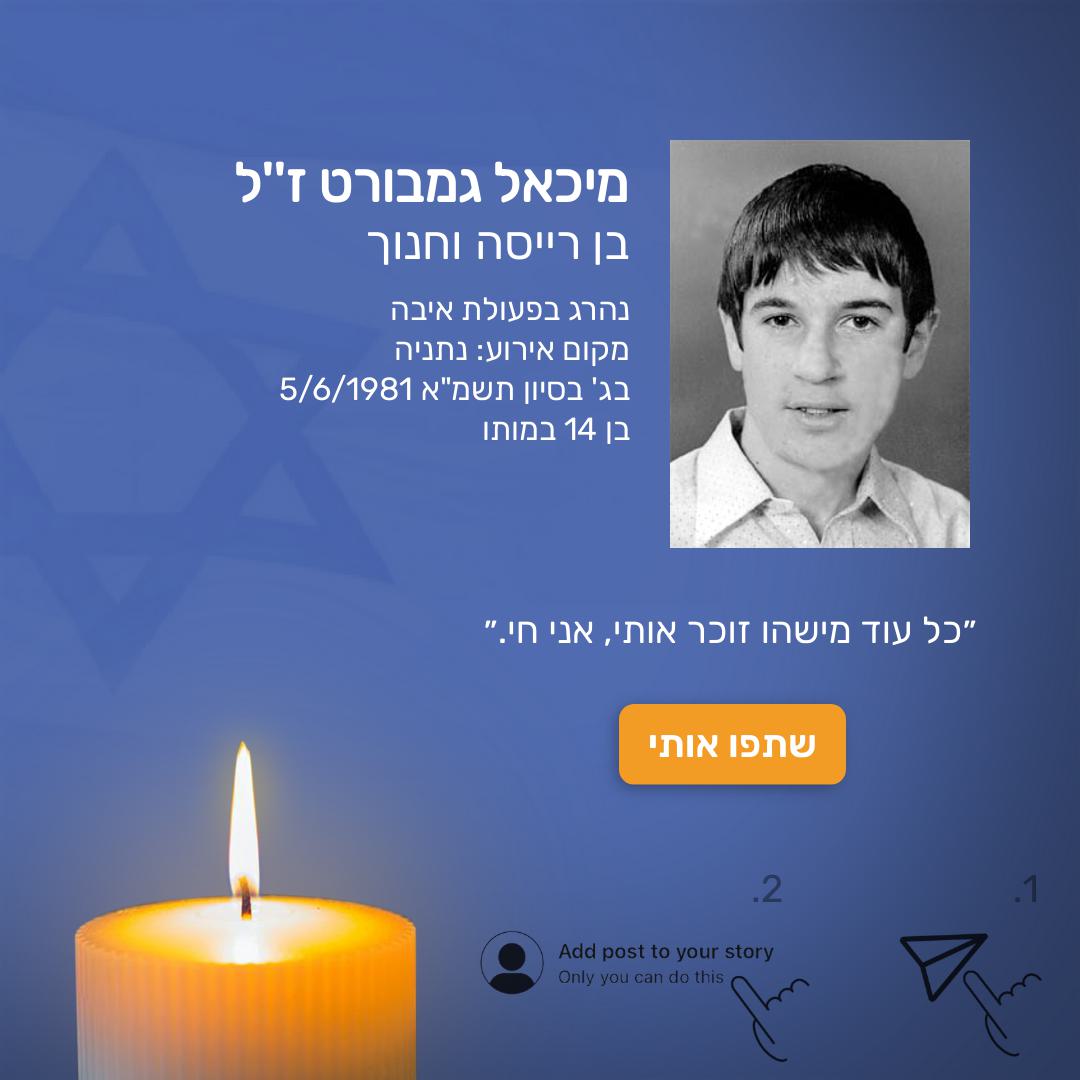 מיכאל גמבורט ז"ל
בן רייסה וחנוך
נהרג בפעולת איבה
מקום אירוע: נתניה
בג' בסיון תשמ"א 5/6/1981
בן 14 במותו
״כל עוד מישהו זוכר אותי, אני חי.״
שתפו אותי
1.
2.
Add post to your story
Only you can do this